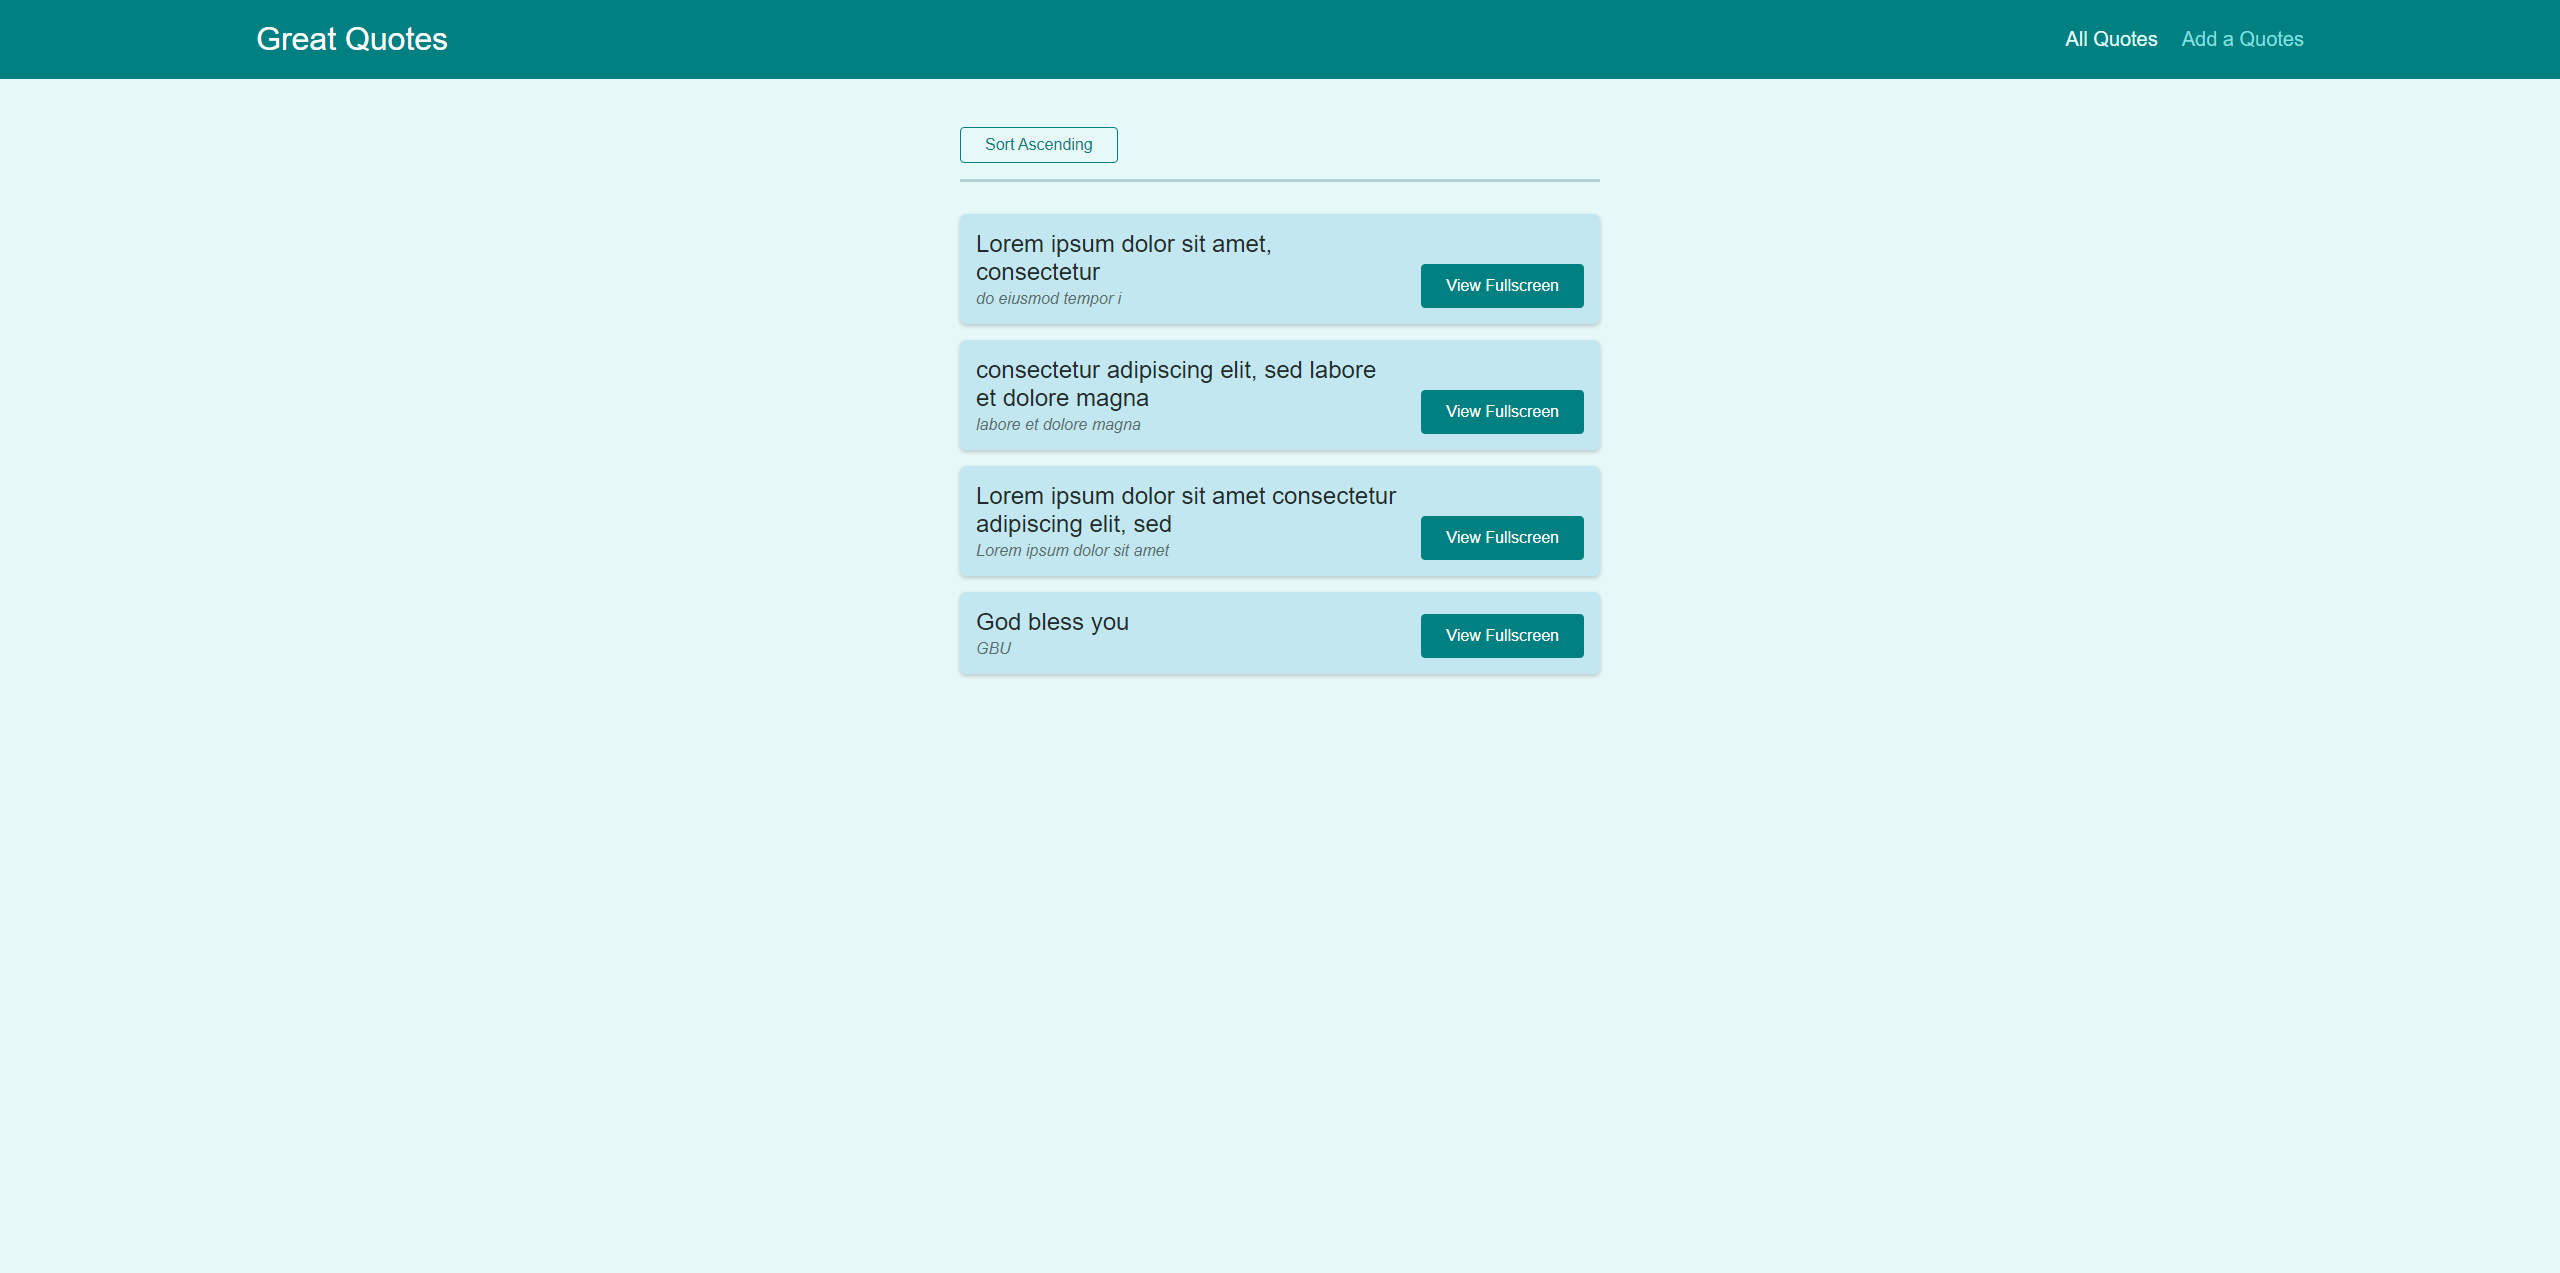 Great Quotes
All Quotes Add a Quotes
Sort Ascending
Lorem ipsum dolor sit amet,
consectetur
do eiusmod tempor i
View Fullscreen
consectetur adipiscing elit, sed labore
et dolore magna
labore et dolore magna
View Fullscreen
Lorem ipsum dolor sit amet consectetur
adipiscing elit, sed
Lorem ipsum dolor sit amet
View Fullscreen
God bless you
GBU
View Fullscreen